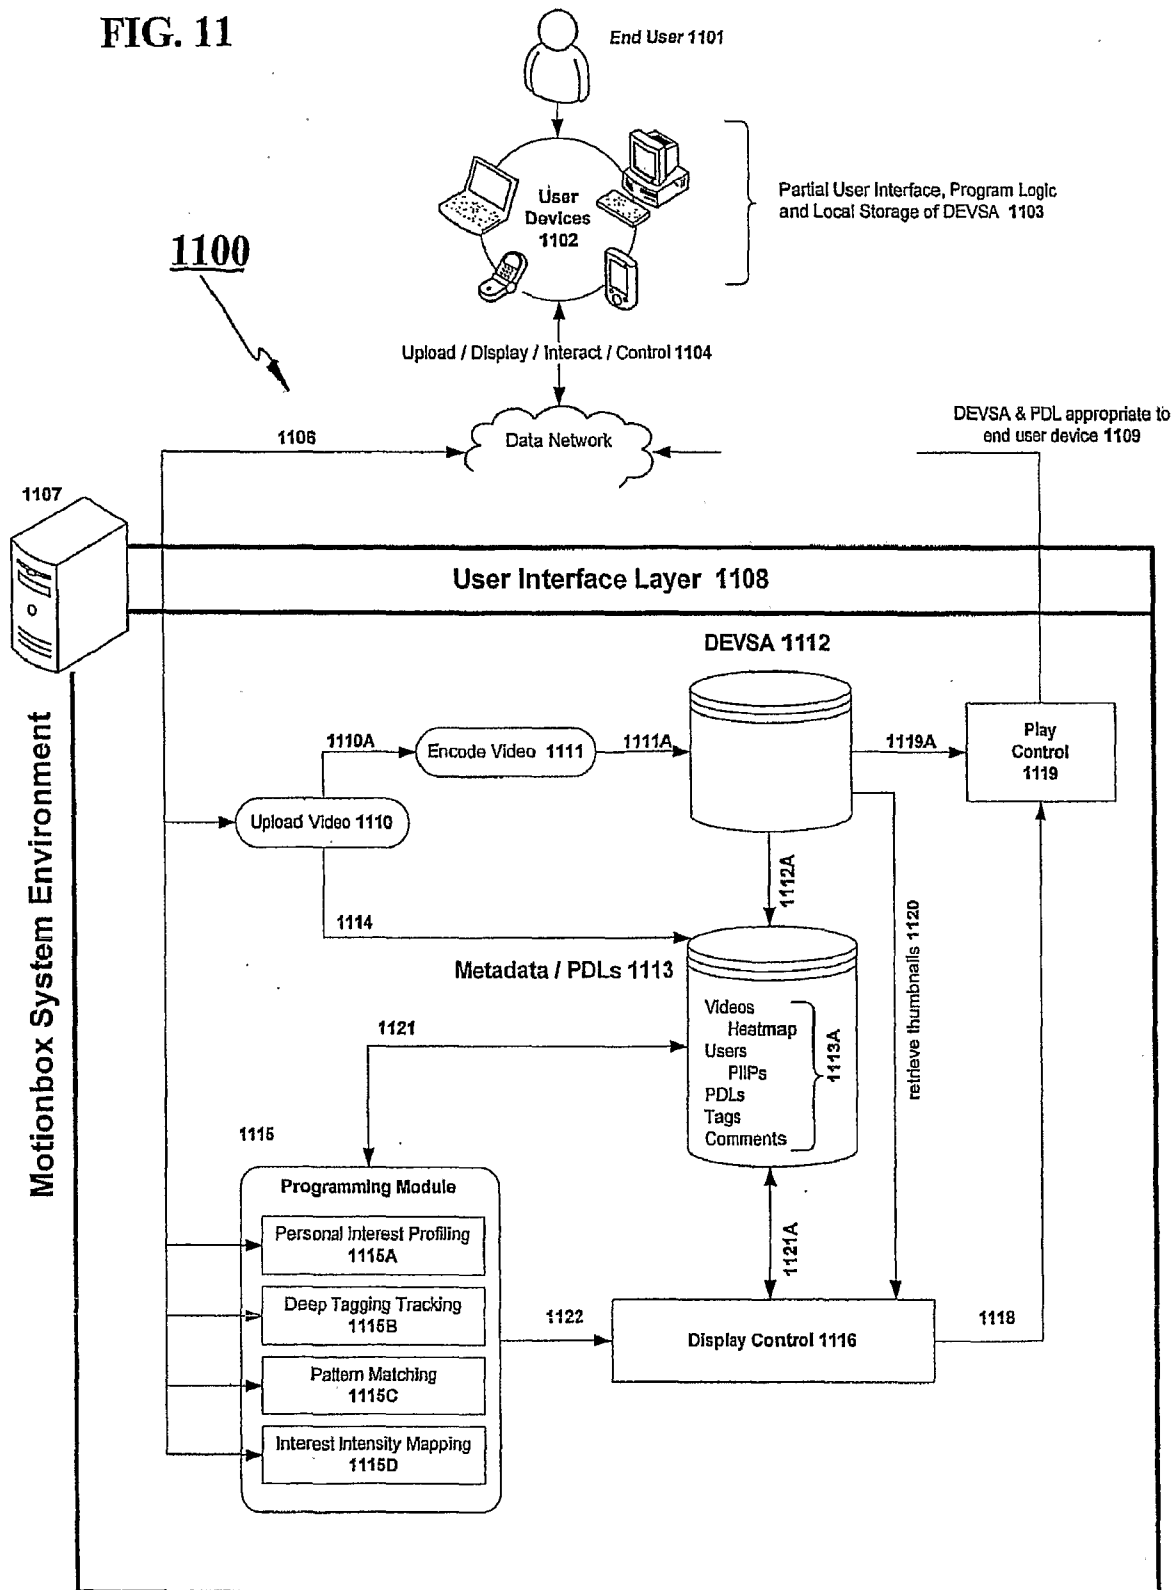 FIG. 11
End User 1101
User
Devices
1102
Partial User Interface, Program Logic
and Local Storage of DEVSA 1103
1100
Upload / Display / Interact / Control 1104
DEVSA & PDL appropriate to
end user device 1109
1106
Data Network
1107
User Interface Layer 1108
DEVSA 1112
Motionbox System Environment
1110A
Encode Video 1111
1111A
1119A
Play
Control
1119
Upload Video 1110
1112A
1114
retrieve thumbnails 1120
Metadata / PDLs 1113
Videos
Heatmap
Users
PIIPs
PDLs
Tags
Comments
1113A
1121
1115
Programming Module
Personal Interest Profiling
1115A
Deep Tagging Tracking
1115B
Pattern Matching
1115C
Interest Intensity Mapping
1115D
1121A
1122
Display Control 1116
1118